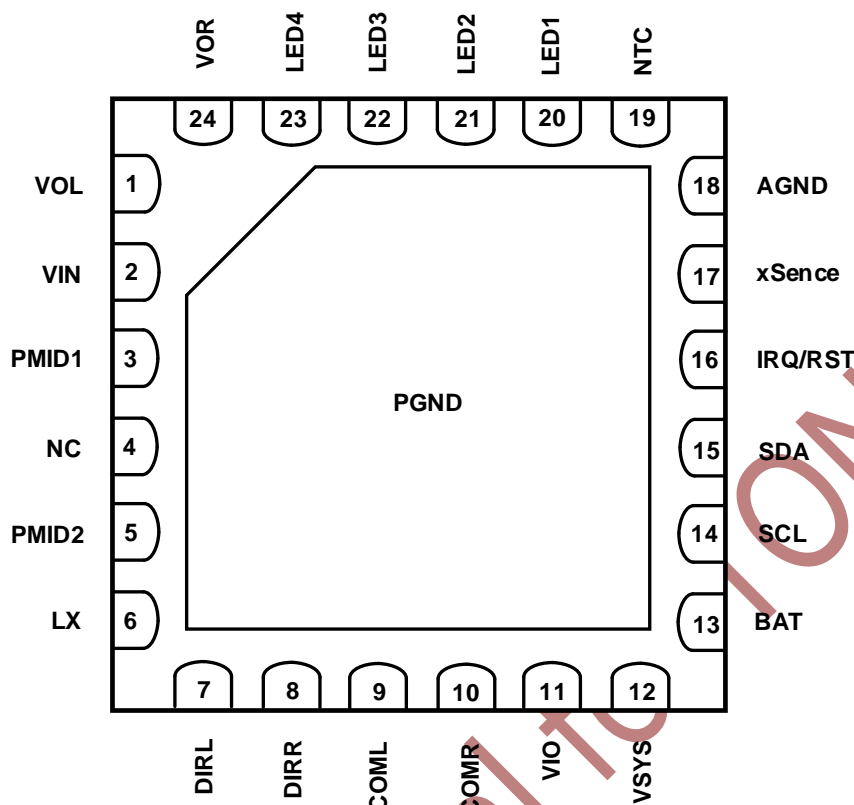 VOR LED4 LED3 LED2 LED1 NTC
24 23 22 21 20 19
VOL 1 18 AGND
VIN 2 17 xSence
PMID1 3 16 IRQ/RST
PGND
NC 4 15 SDA
PMID2 5 14 SCL
LX 6 13 BAT
7 8 9 10 11 12
DIRL DIRR COML COMR VIO VSYS